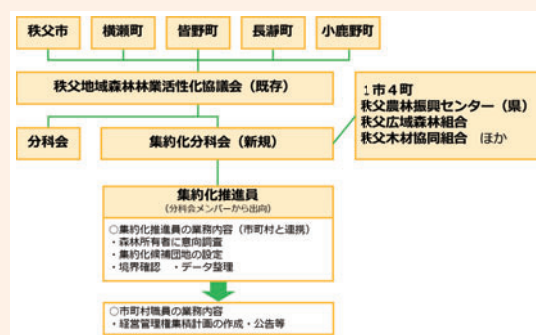 秩父市
横瀬町
皆野町
長瀞町
小鹿野町
秩父地域森林林業活性化協議会（既存）
分科会
集約化分科会（新規）
1市4町
秩父農林振興センター（県）
秩父広域森林組合
秩父木材協同組合 ほか
集約化推進員
（分科会メンバーから出向）
○集約化推進員の業務内容（市町村と連携）
・森林所有者に意向調査
・集約化候補団地の設定
・境界確認 ・データ整理
○市町村職員の業務内容
・経営管理権集積計画の作成・公告等